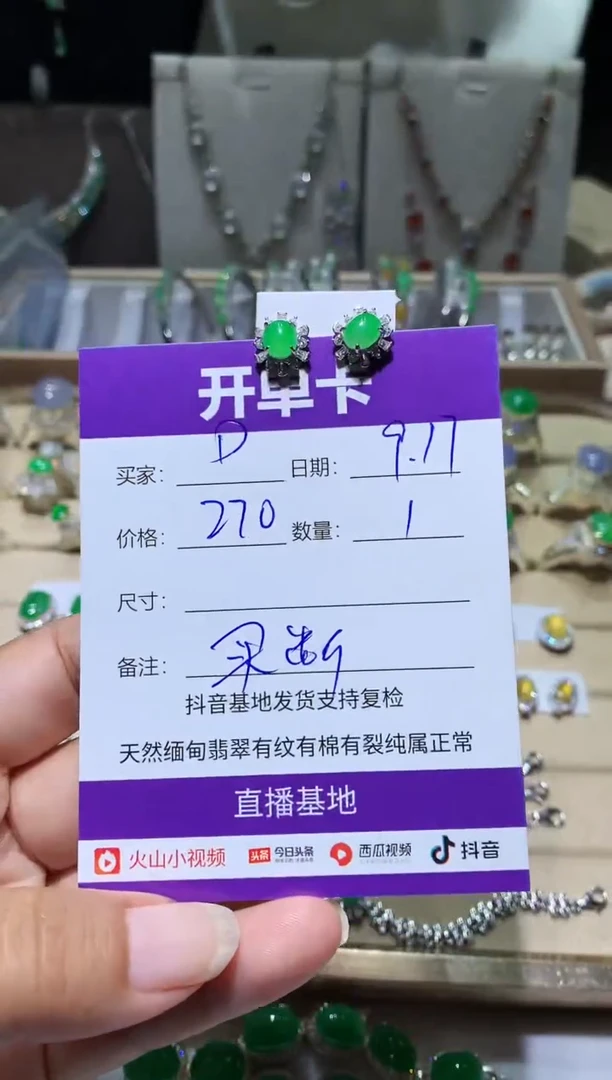 开单卡
买家: D 日期: 9.17
价格: 270 数量: 1
尺寸:
备注: 买断
抖音基地发货支持复检
天然缅甸翡翠有纹有棉有裂纯属正常
直播基地
火山小视频 头条 今日头条 西瓜视频 抖音